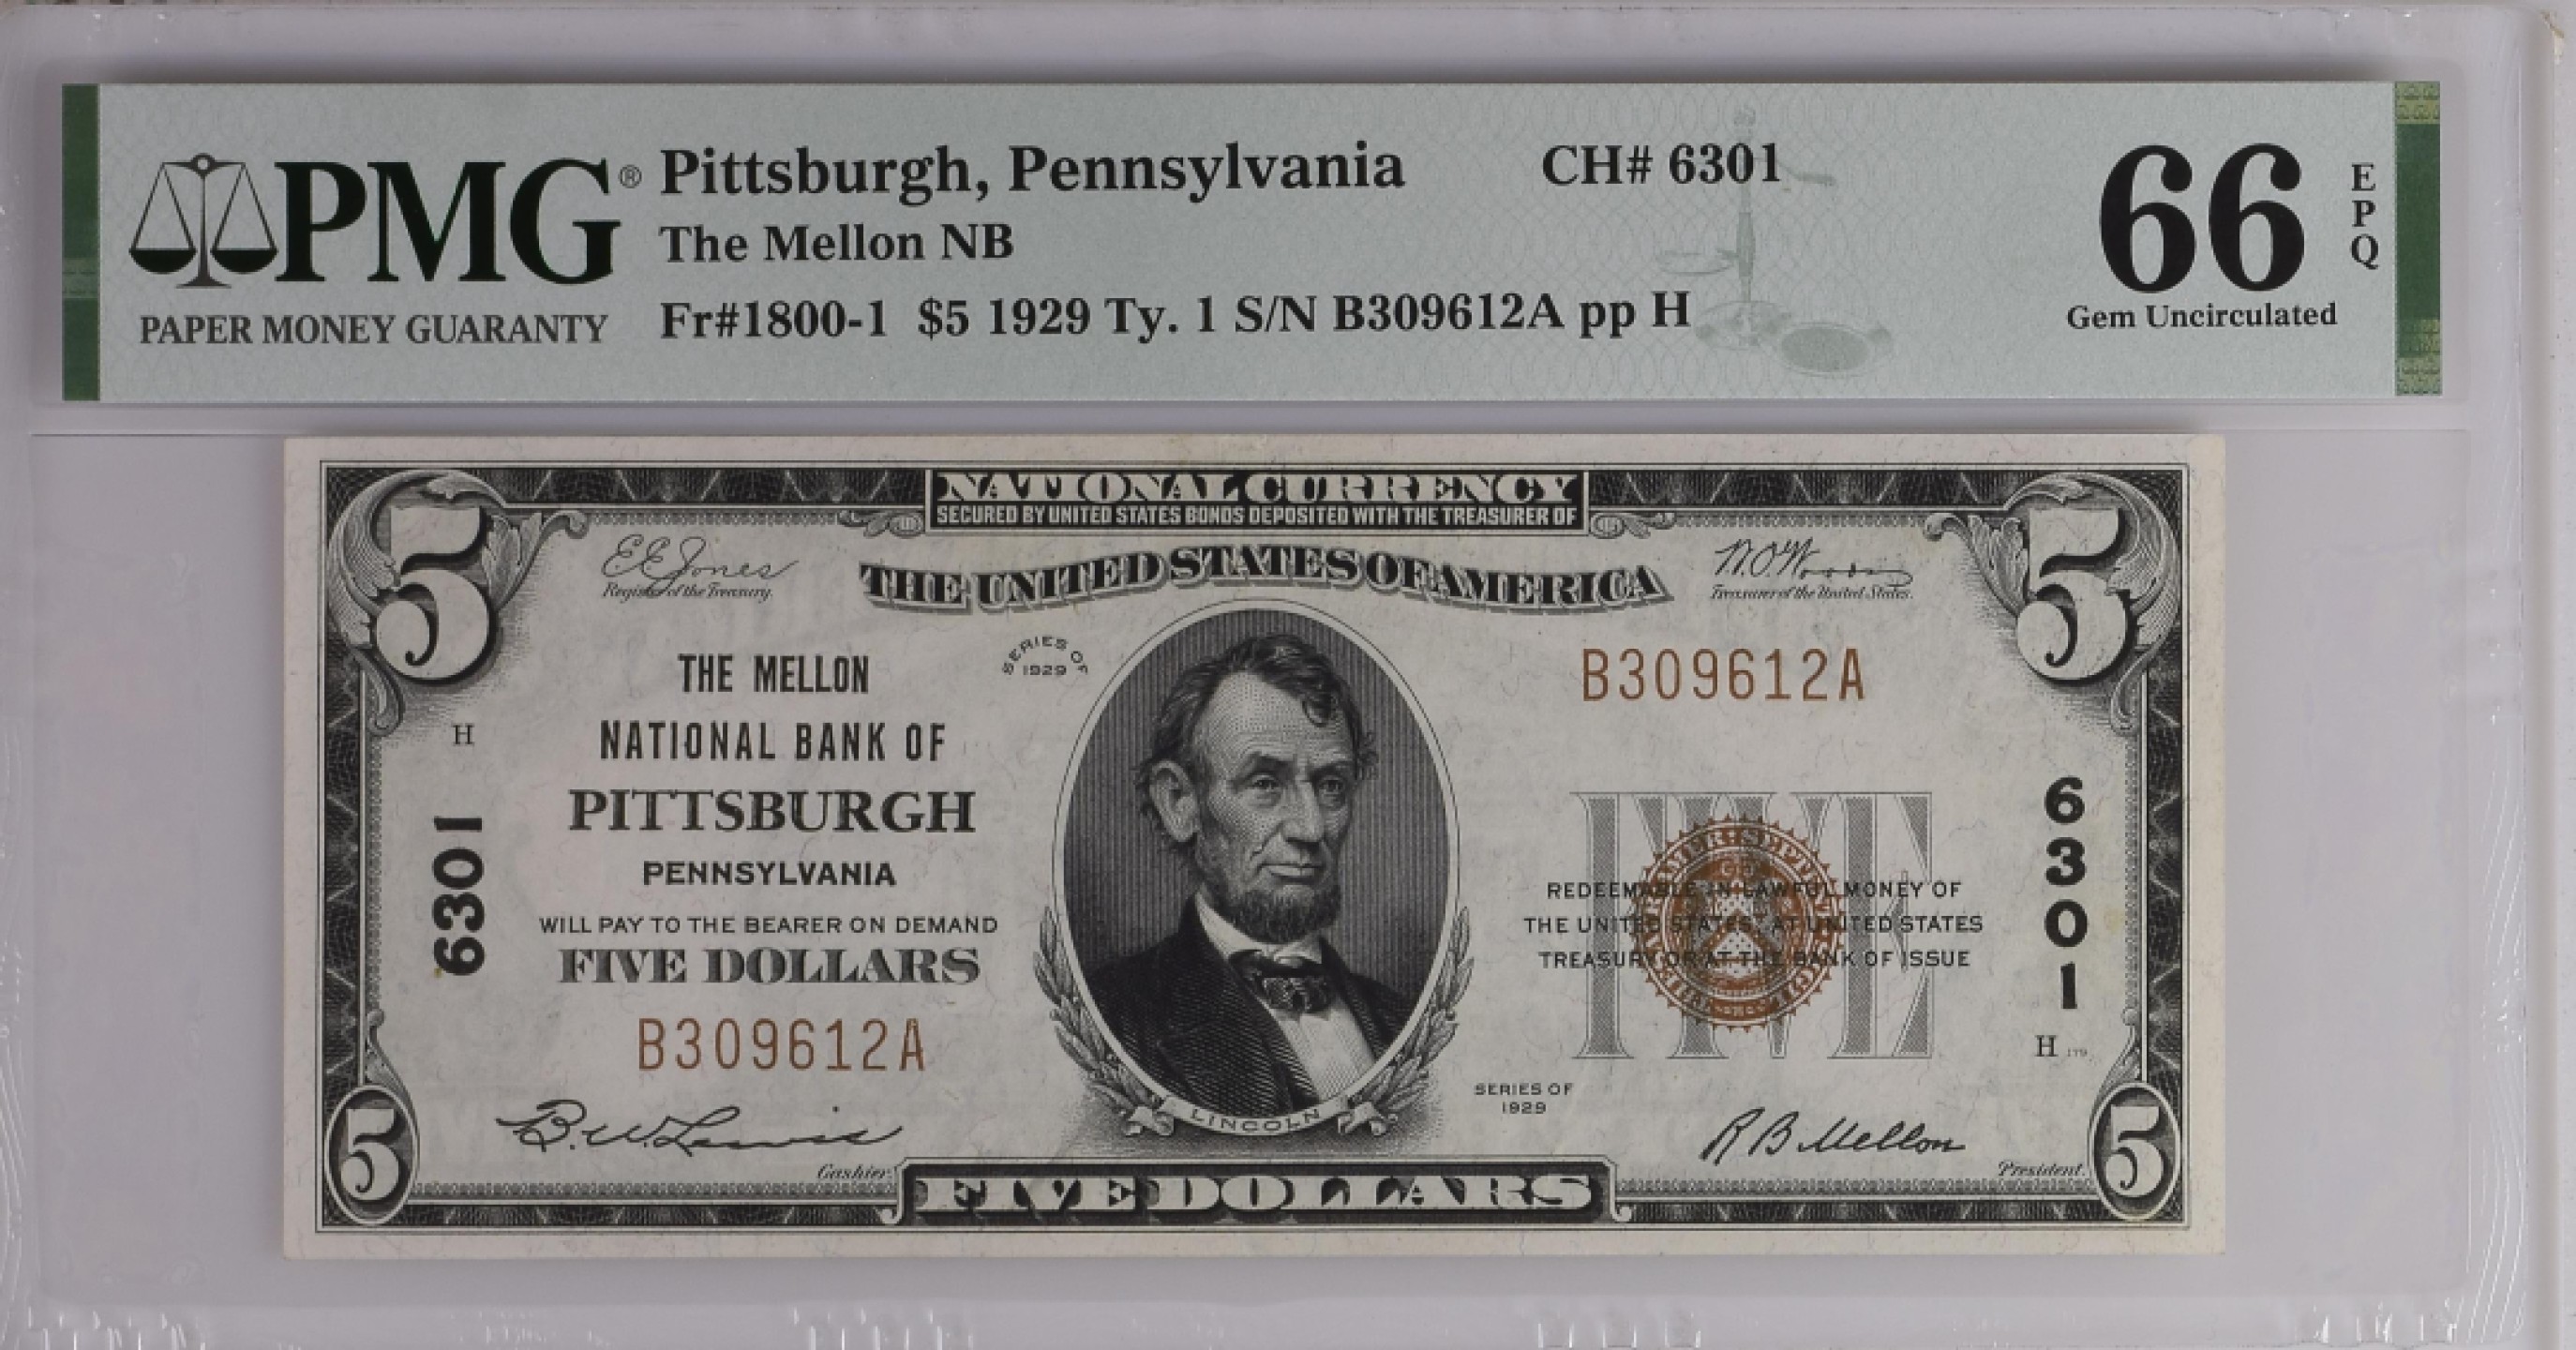 PMG®
PAPER MONEY GUARANTY
Pittsburgh, Pennsylvania CH# 6301
The Mellon NB
Fr#1800-1 $5 1929 Ty. 1 S/N B309612A pp H
66 EPQ
Gem Uncirculated
NATIONAL CURRENCY
SECURED BY UNITED STATES BONDS DEPOSITED WITH THE TREASURER OF
THE UNITED STATES OF AMERICA
5
5
E E Jones
Register of the Treasury.
W.O. Woods
Treasurer of the United States.
SERIES OF
1929
THE MELLON
NATIONAL BANK OF
PITTSBURGH
PENNSYLVANIA
WILL PAY TO THE BEARER ON DEMAND
FIVE DOLLARS
B309612A
B309612A
H
6301
6301
FIVE
REDEEMABLE IN LAWFUL MONEY OF
THE UNITED STATES AT UNITED STATES
TREASURY OR AT THE BANK OF ISSUE
H 179
LINCOLN
SERIES OF
1929
B.W. Lewis
Cashier.
R B Mellon
President.
5
FIVE DOLLARS
5